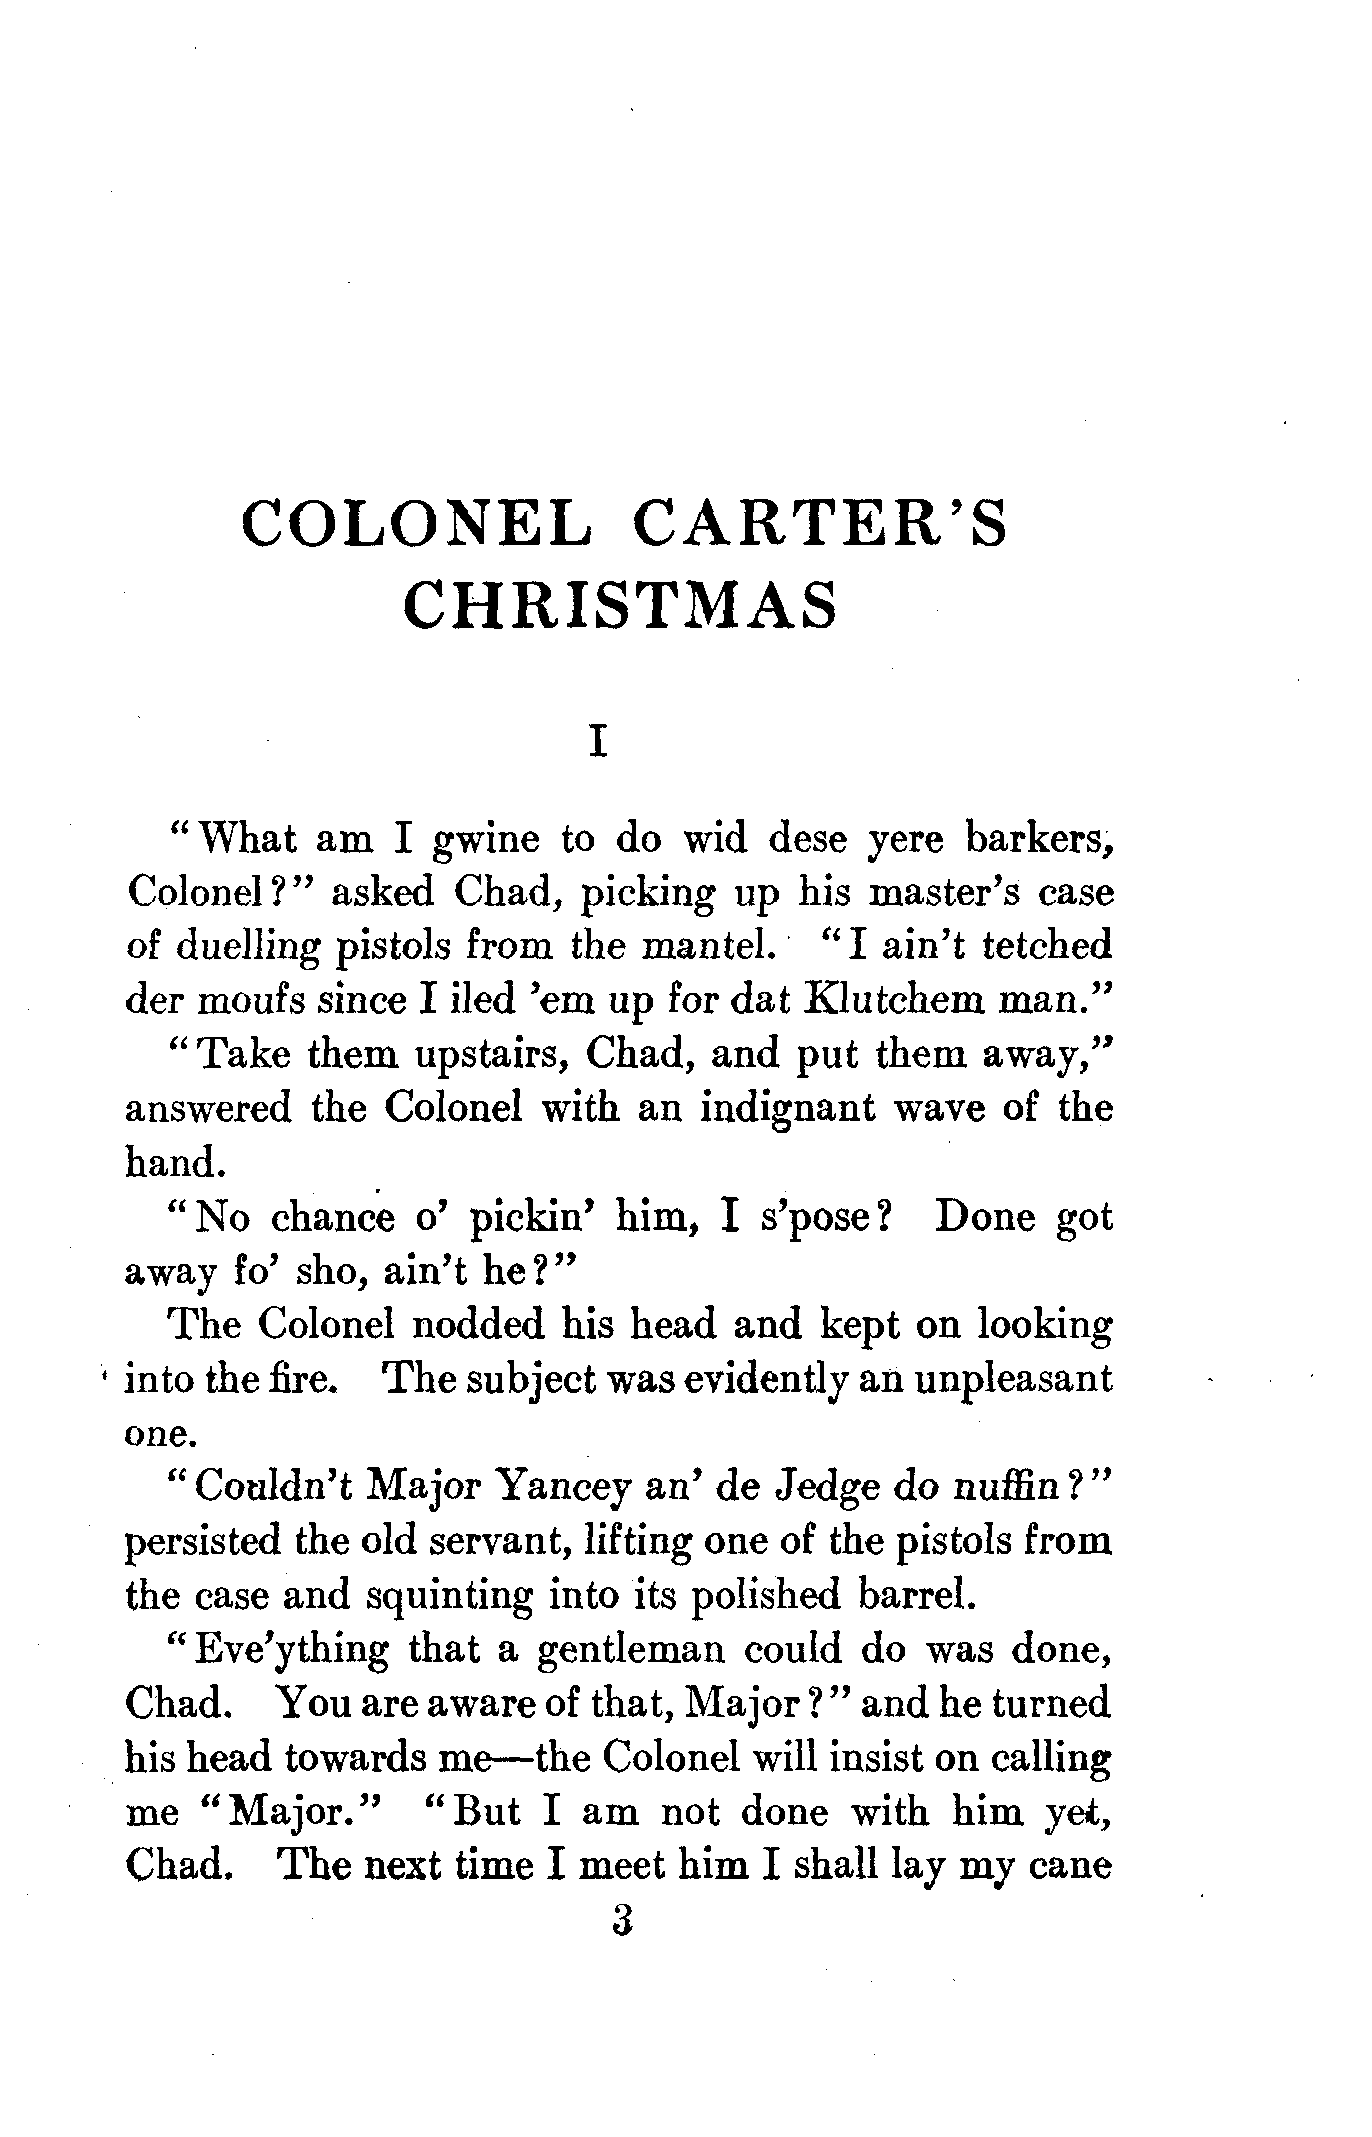 COLONEL CARTER'S
CHRISTMAS
I
“What am I gwine to do wid dese yere barkers,
Colonel?” asked Chad, picking up his master's case
of duelling pistols from the mantel. “I ain't tetched
der moufs since I iled 'em up for dat Klutchem man.”
“Take them upstairs, Chad, and put them away,”
answered the Colonel with an indignant wave of the
hand.
“No chance o' pickin' him, I s'pose? Done got
away fo' sho, ain't he?”
The Colonel nodded his head and kept on looking
into the fire. The subject was evidently an unpleasant
one.
“Couldn't Major Yancey an' de Jedge do nuffin?”
persisted the old servant, lifting one of the pistols from
the case and squinting into its polished barrel.
“Eve'ything that a gentleman could do was done,
Chad. You are aware of that, Major?” and he turned
his head towards me—the Colonel will insist on calling
me “Major.” “But I am not done with him yet,
Chad. The next time I meet him I shall lay my cane
3